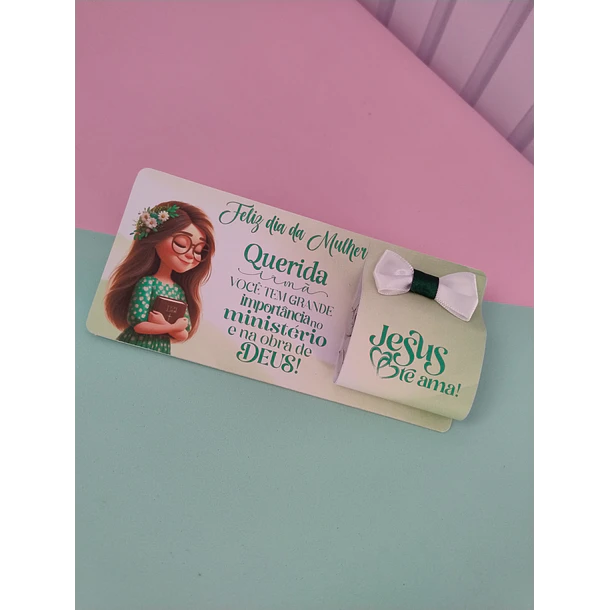 Feliz dia da Mulher
Querida
irmã
VOCÊ TEM GRANDE
importância no
ministério
e na obra de
DEUS!
Jesus
te ama!